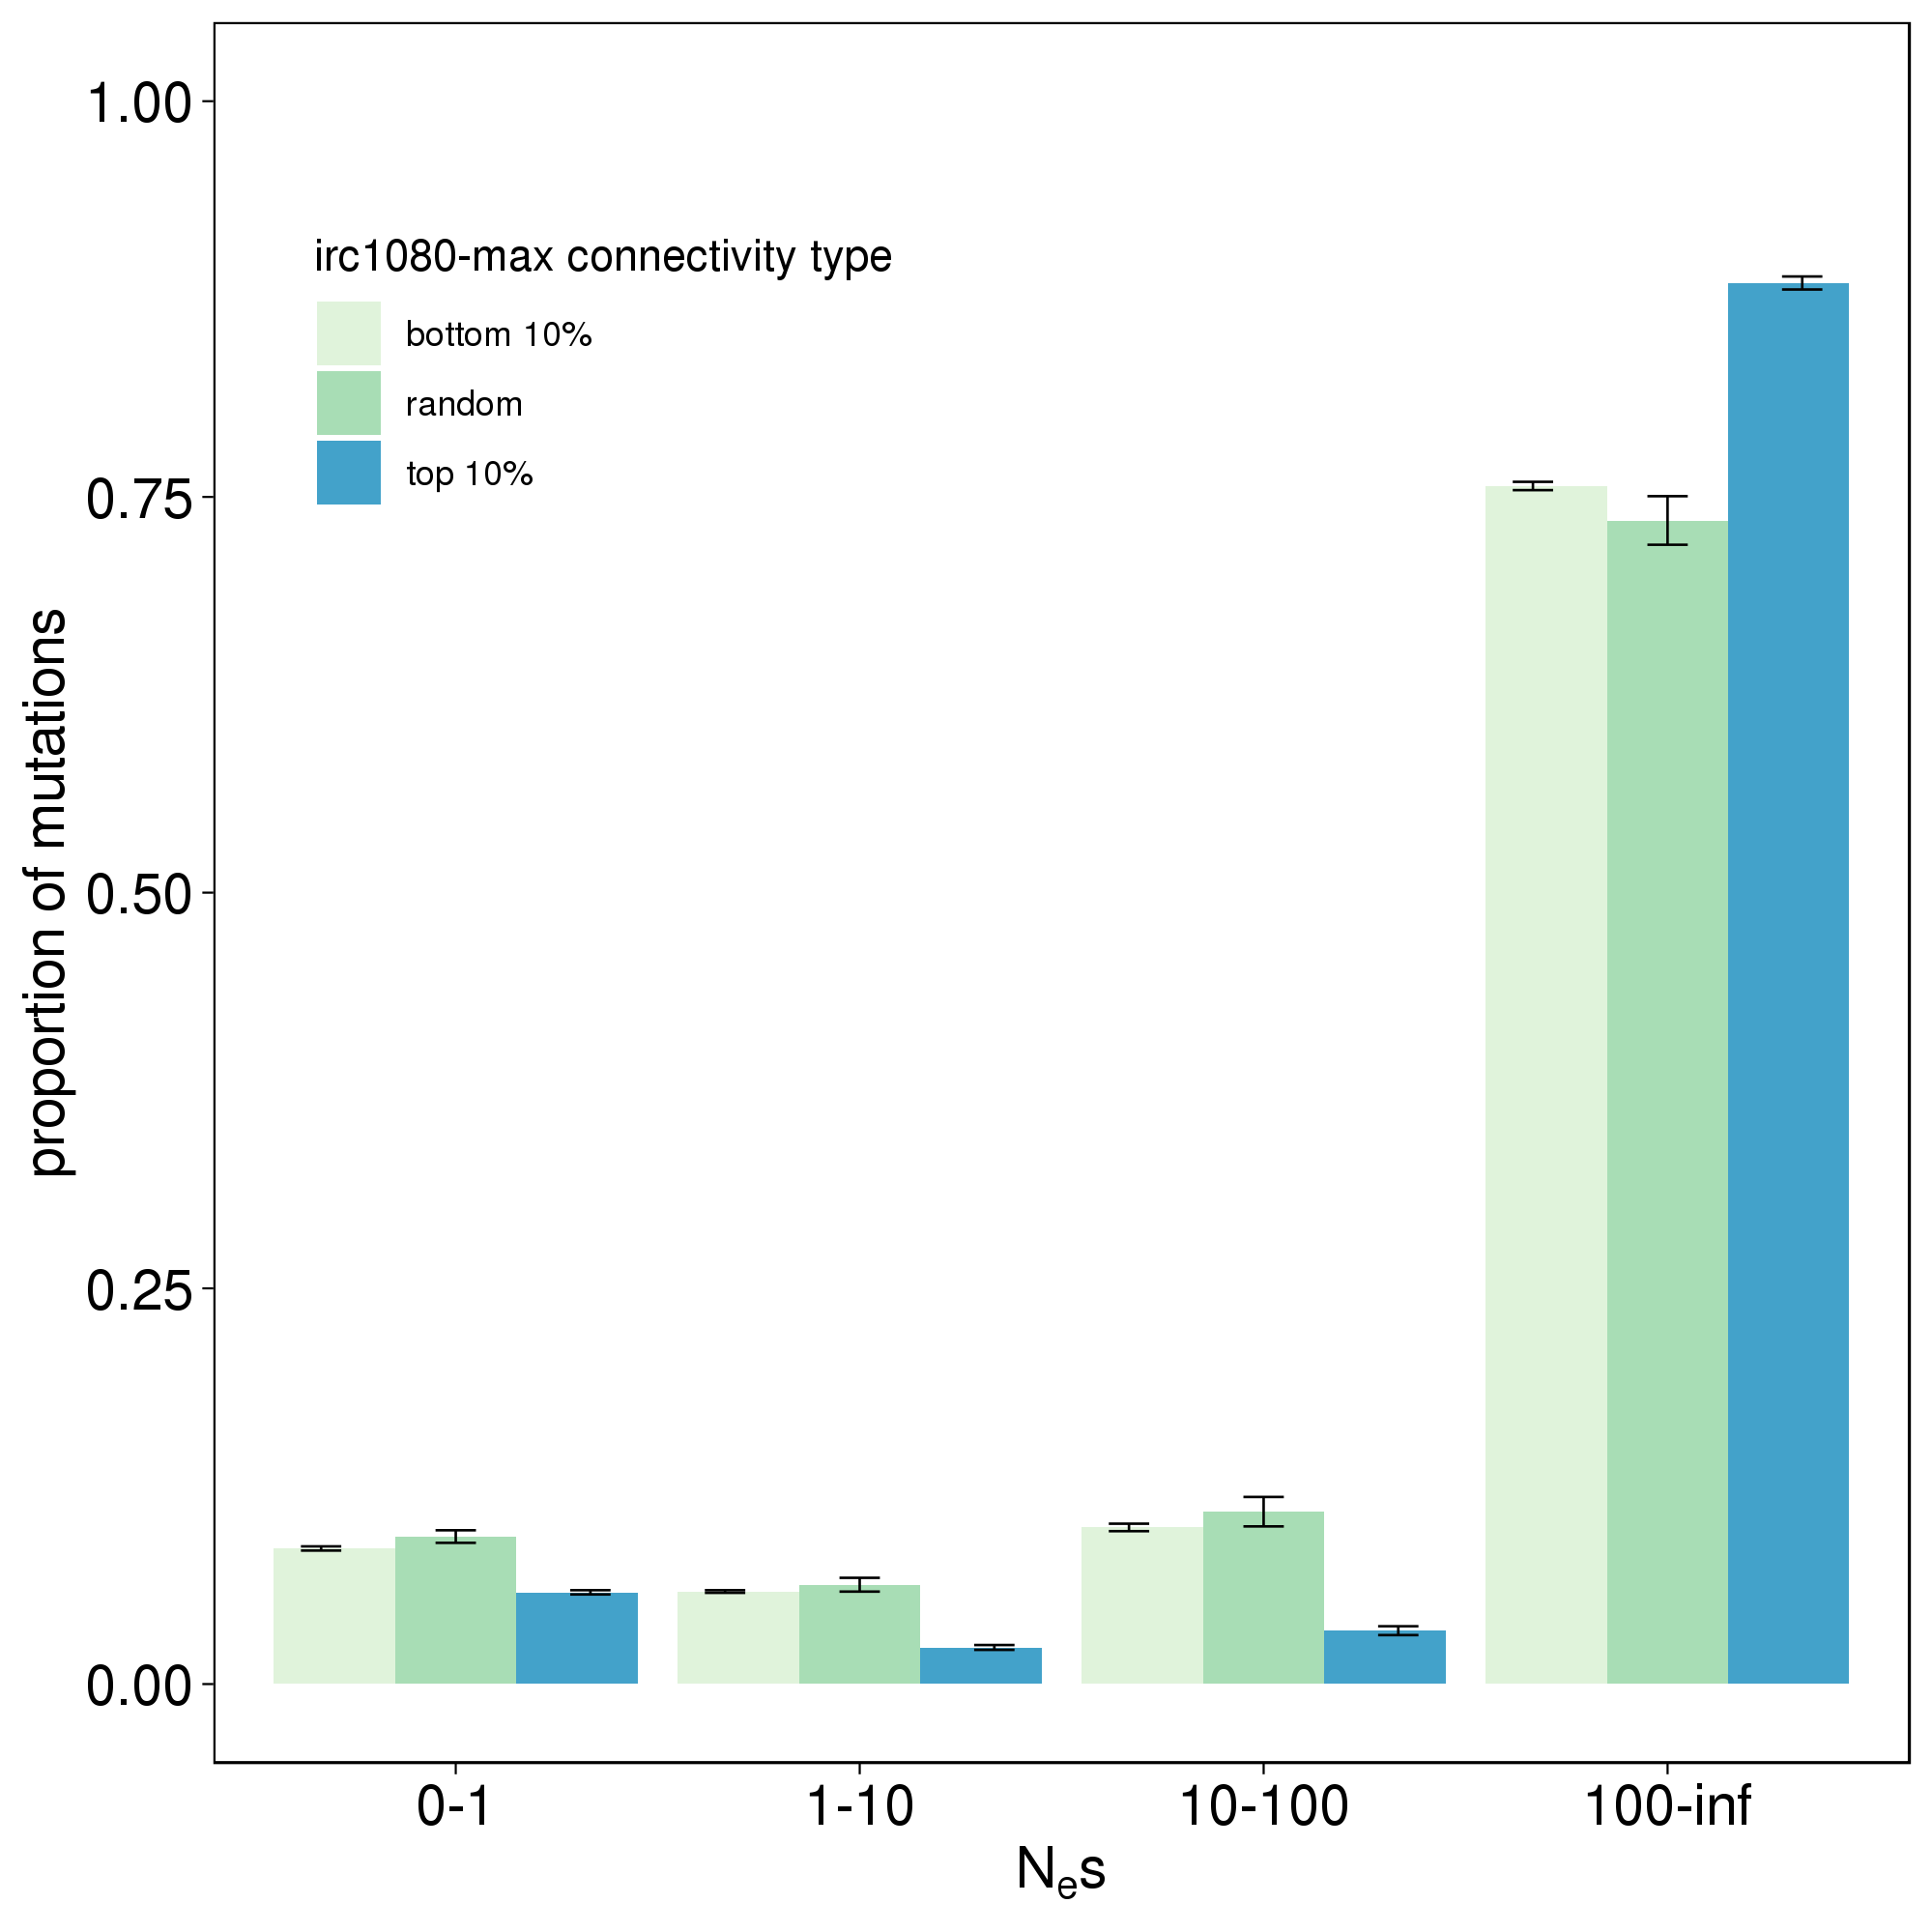 1.00
0.75
0.50
0.25
0.00
proportion of mutations
irc1080-max connectivity type
bottom 10%
random
top 10%
0-1 1-10 10-100 100-inf
Nₑs